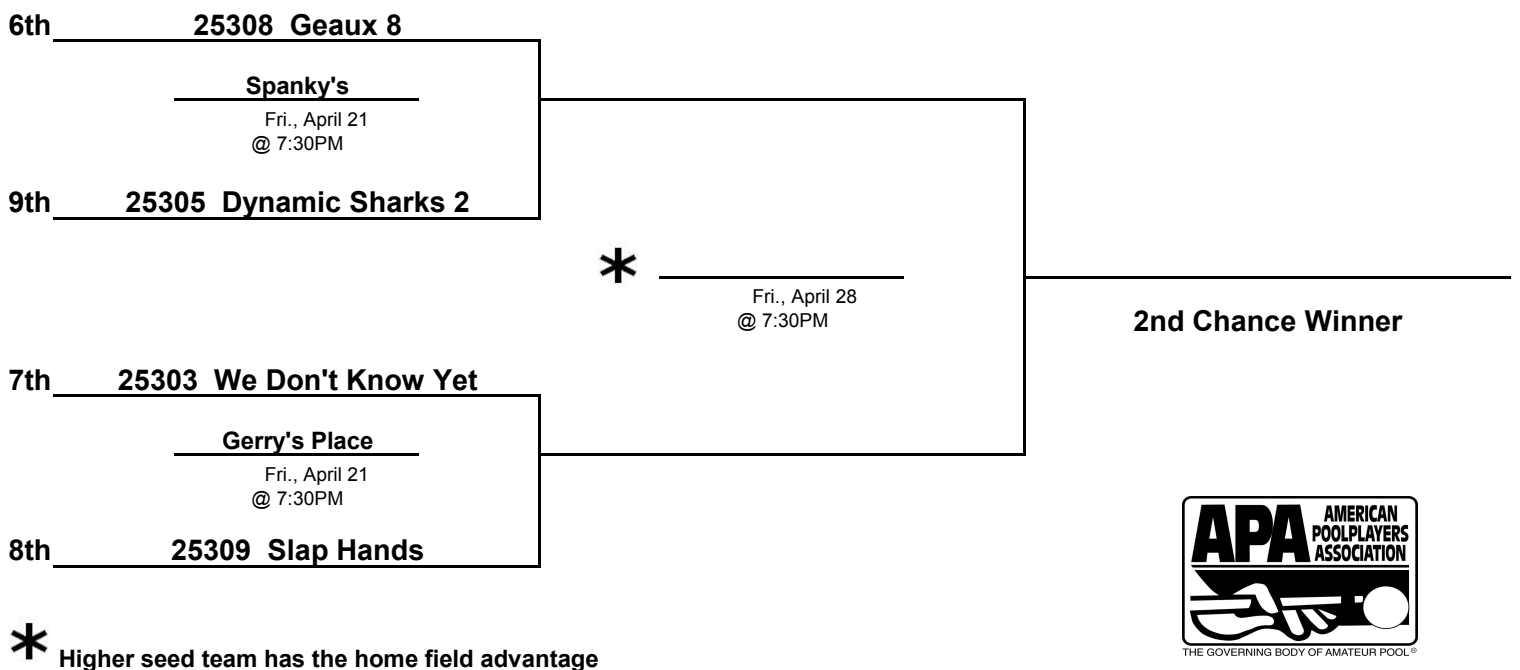 6th 25308 Geaux 8
Spanky's
Fri., April 21
@ 7:30PM
9th 25305 Dynamic Sharks 2
*
Fri., April 28
@ 7:30PM
2nd Chance Winner
7th 25303 We Don't Know Yet
Gerry's Place
Fri., April 21
@ 7:30PM
8th 25309 Slap Hands
* Higher seed team has the home field advantage
APA AMERICAN
POOLPLAYERS
ASSOCIATION
THE GOVERNING BODY OF AMATEUR POOL®